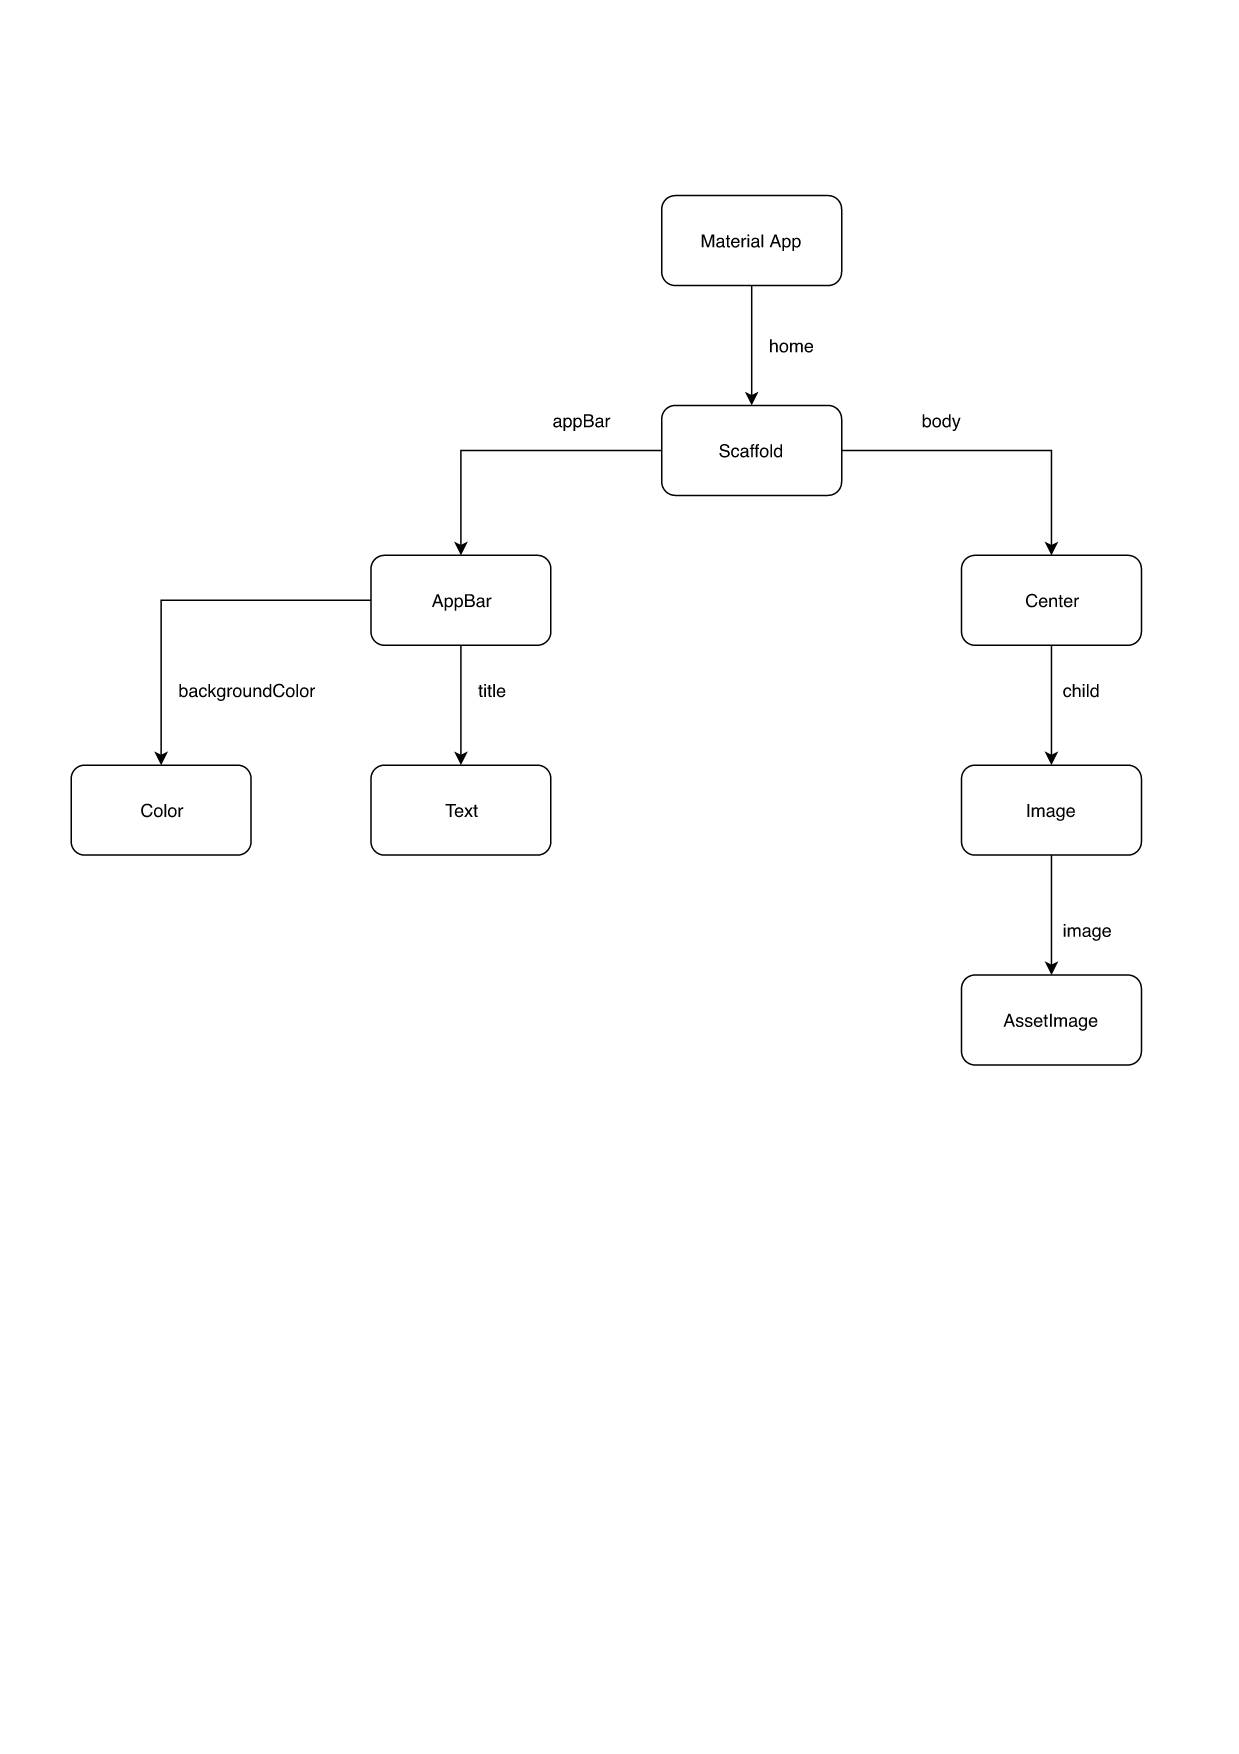 Material App
home
appBar
body
Scaffold
AppBar
Center
backgroundColor
title
child
Color
Text
Image
image
AssetImage